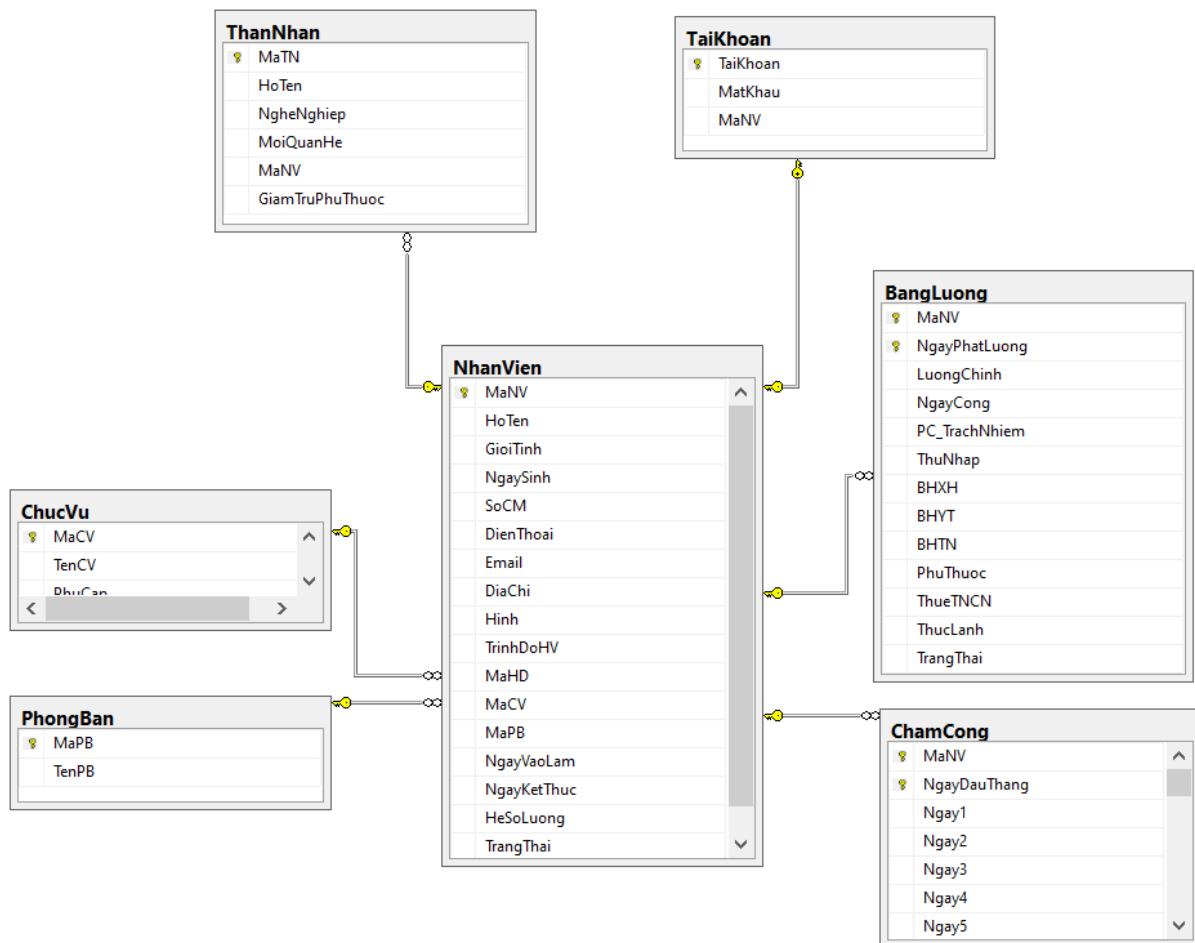 ThanNhan
MaTN
HoTen
NgheNghiep
MoiQuanHe
MaNV
GiamTruPhuThuoc
TaiKhoan
TaiKhoan
MatKhau
MaNV
BangLuong
MaNV
NgayPhatLuong
LuongChinh
NgayCong
PC_TrachNhiem
ThuNhap
BHXH
BHYT
BHTN
PhuThuoc
ThueTNCN
ThucLanh
TrangThai
NhanVien
MaNV
HoTen
GioiTinh
NgaySinh
SoCM
DienThoai
Email
DiaChi
Hinh
TrinhDoHV
MaHD
MaCV
MaPB
NgayVaoLam
NgayKetThuc
HeSoLuong
TrangThai
ChucVu
MaCV
TenCV
PhuCap
PhongBan
MaPB
TenPB
ChamCong
MaNV
NgayDauThang
Ngay1
Ngay2
Ngay3
Ngay4
Ngay5